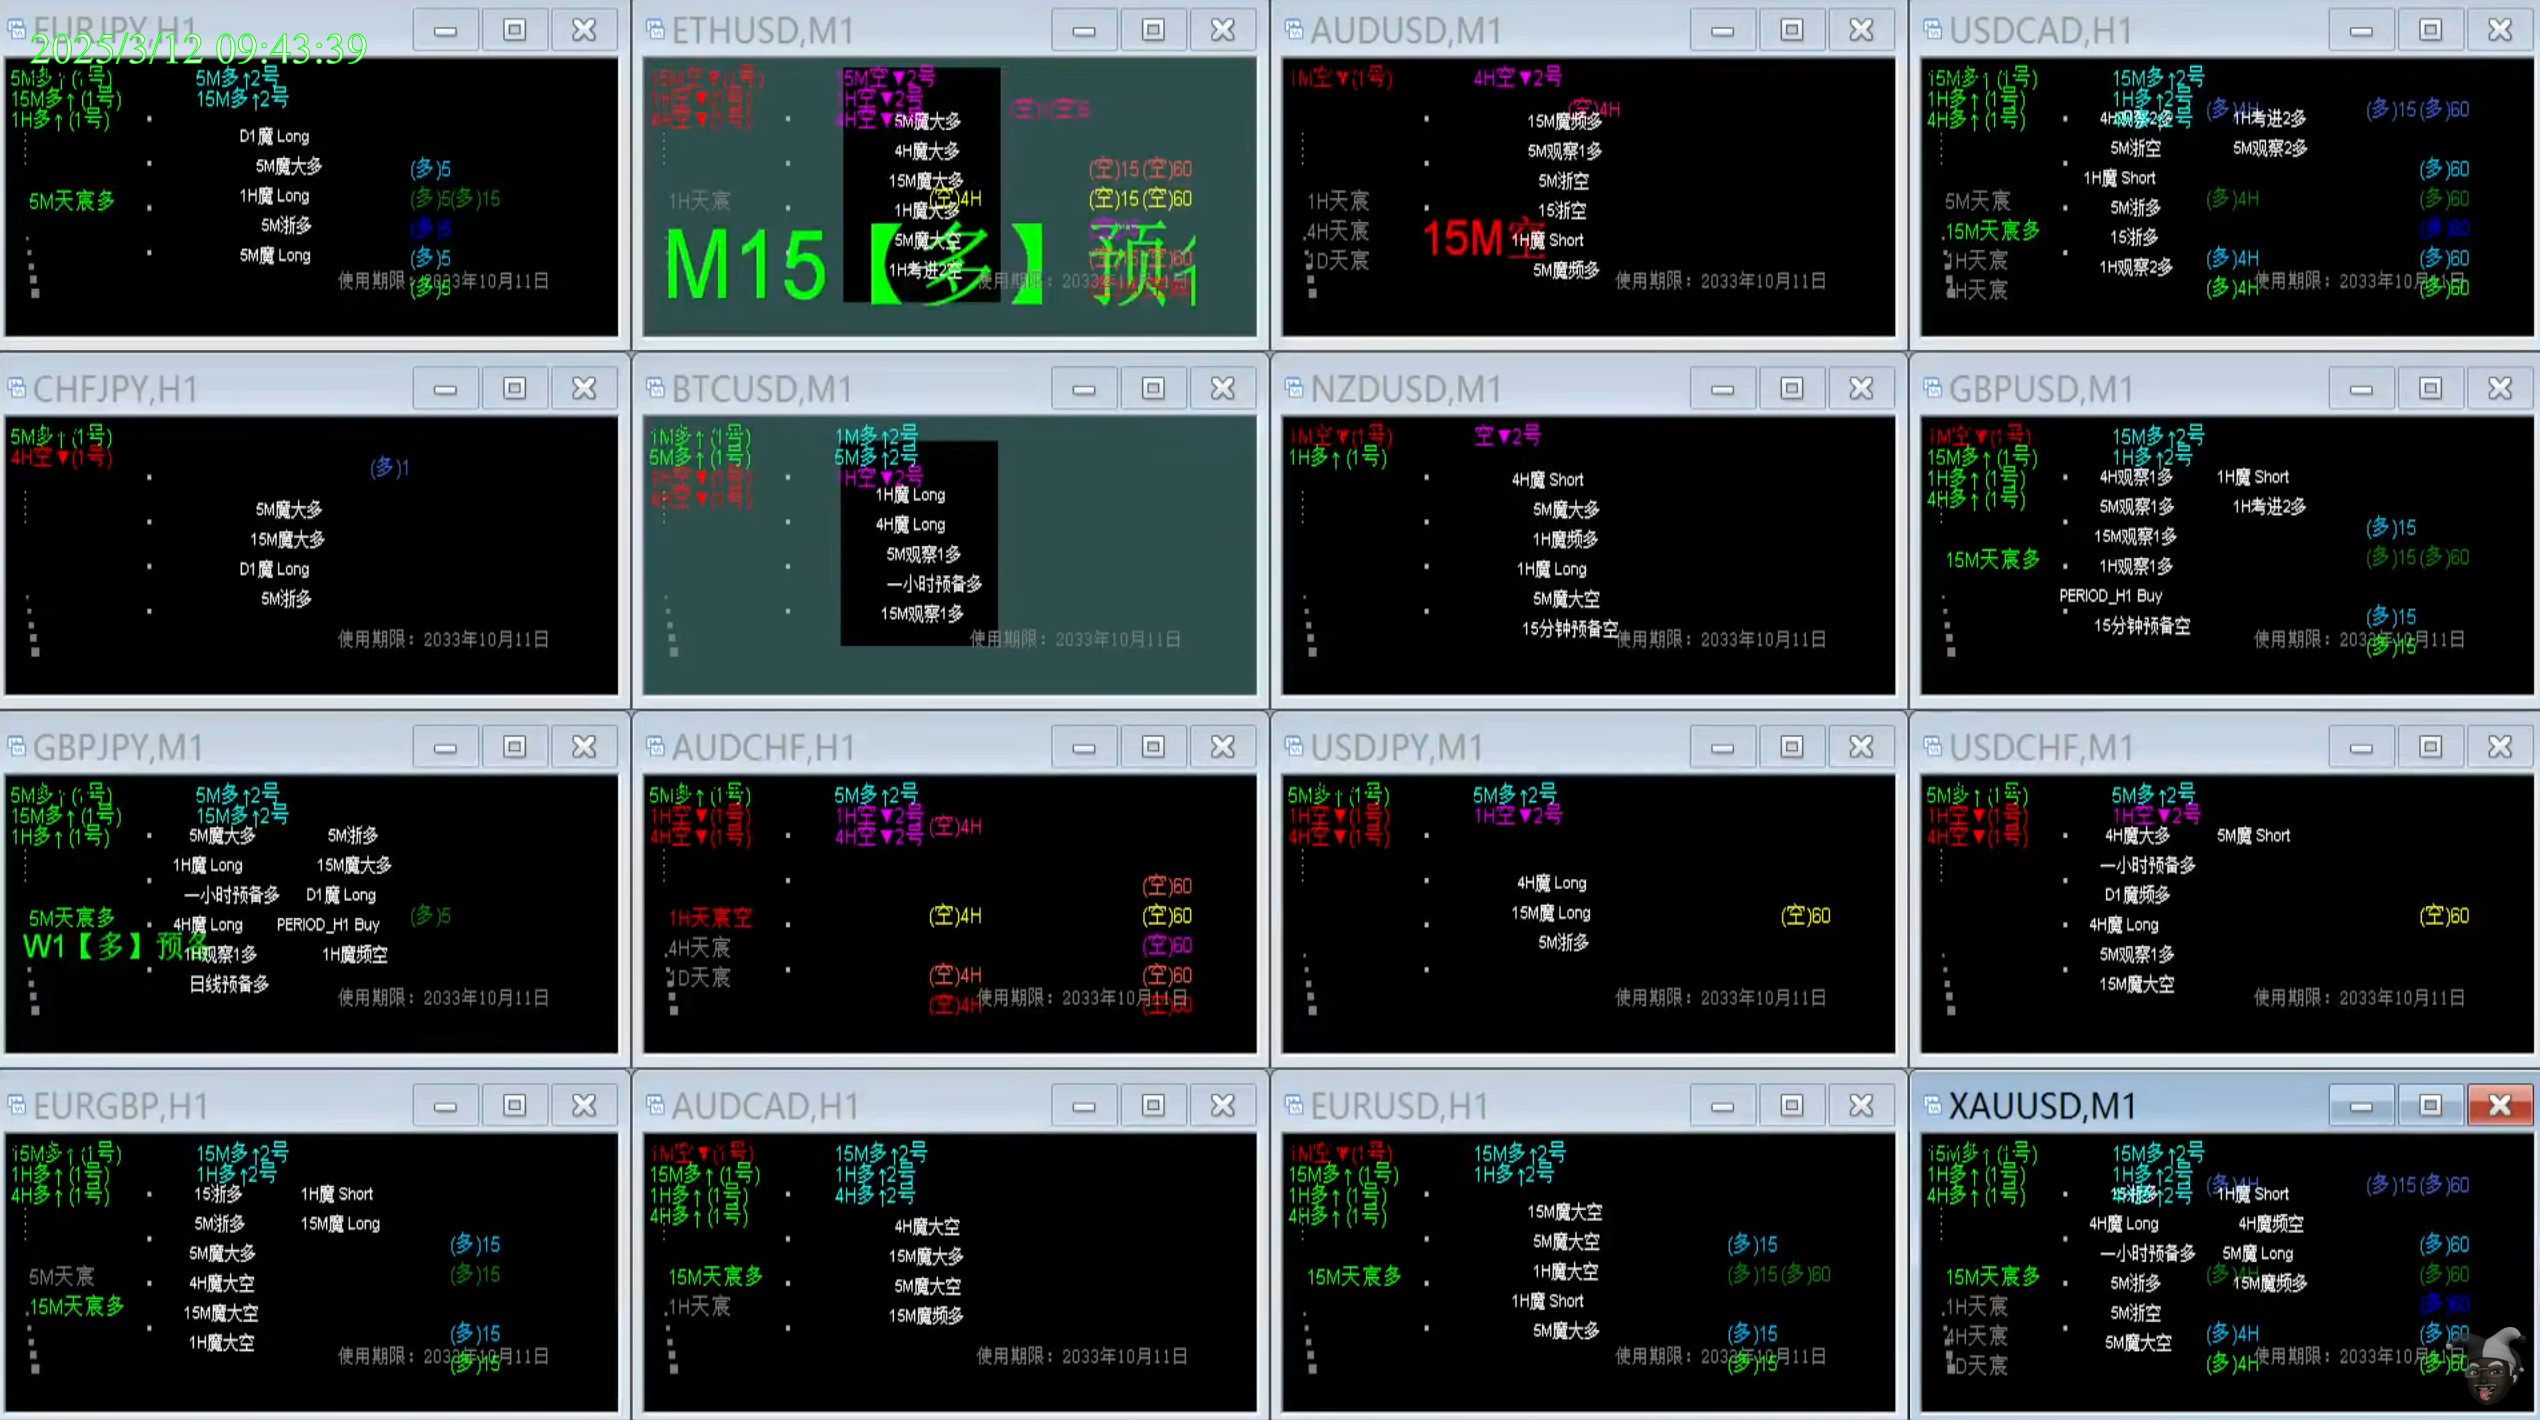 EURJPY,H1
2025/3/12 09:43:39
5M多↑(1号) 5M多↑2号
15M多↑(1号) 15M多↑2号
1H多↑(1号)
D1魔 Long
5M魔大多 (多)5
5M天宸多 1H魔 Long (多)5(多)15
5M浙多 (多)5
5M魔 Long (多)5
使用期限：2033年10月11日
(多)5
ETHUSD,M1
15M空▼(1号) 15M空▼2号
1H空▼(1号) 1H空▼2号
4H空▼(1号) 4H空▼2号
5M魔大多
4H魔大多
15M魔大多 (空)15(空)60
1H天宸 1H魔大多 (空)4H (空)15(空)60
5M魔大空
M15【多】预
1H考进2空
AUDUSD,M1
1M空▼(1号) 4H空▼2号
(空)4H
15M魔频多
5M观察1多
5M浙空
1H天宸 15浙空
4H天宸 15M空 1H魔 Short
1D天宸 5M魔频多
使用期限：2033年10月11日
USDCAD,H1
15M多↑(1号) 15M多↑2号
1H多↑(1号) 1H多↑2号 (多)4H (多)15(多)60
4H多↑(1号) 4H观察2多 1H考进2多
5M浙空 5M观察2多
1H魔 Short (多)60
5M天宸 5M浙多 (多)4H (多)60
15M天宸多 15浙多 (多)60
1H天宸 1H观察2多 (多)4H (多)60
4H天宸 (多)4H 使用期限：2033年10月11日 (多)60
CHFJPY,H1
5M多↑(1号)
4H空▼(1号) (多)1
5M魔大多
15M魔大多
D1魔 Long
5M浙多
使用期限：2033年10月11日
BTCUSD,M1
1M多↑(1号) 1M多↑2号
5M多↑(1号) 5M多↑2号
1H空▼(1号) 1H空▼2号
4H空▼(1号) 1H魔 Long
4H魔 Long
5M观察1多
一小时预备多
15M观察1多
使用期限：2033年10月11日
NZDUSD,M1
1M空▼(1号) 空▼2号
1H多↑(1号)
4H魔 Short
5M魔大多
1H魔频多
1H魔 Long
5M魔大空
15分钟预备空
使用期限：2033年10月11日
GBPUSD,M1
1M空▼(1号) 15M多↑2号
15M多↑(1号) 1H多↑2号
1H多↑(1号) 4H观察1多 1H魔 Short
4H多↑(1号) 5M观察1多 1H考进2多
15M观察1多 (多)15
15M天宸多 1H观察1多 (多)15(多)60
PERIOD_H1 Buy
15分钟预备空 (多)15
使用期限：2033年10月11日
(多)15
GBPJPY,M1
5M多↑(1号) 5M多↑2号
15M多↑(1号) 15M多↑2号
1H多↑(1号) 5M魔大多 5M浙多
1H魔 Long 15M魔大多
一小时预备多 D1魔 Long
5M天宸多 4H魔 Long PERIOD_H1 Buy (多)5
W1【多】预备 1H观察1多 1H魔频空
日线预备多
使用期限：2033年10月11日
AUDCHF,H1
5M多↑(1号) 5M多↑2号
1H空▼(1号) 1H空▼2号
4H空▼(1号) 4H空▼2号 (空)4H
(空)60
1H天宸空 (空)4H (空)60
4H天宸 (空)60
1D天宸 (空)4H (空)60
(空)4H 使用期限：2033年10月11日 (空)60
USDJPY,M1
5M多↑(1号) 5M多↑2号
1H空▼(1号) 1H空▼2号
4H空▼(1号)
4H魔 Long
15M魔 Long (空)60
5M浙多
使用期限：2033年10月11日
USDCHF,M1
5M多↑(1号) 5M多↑2号
1H空▼(1号) 1H空▼2号
4H空▼(1号) 4H魔大多 5M魔 Short
一小时预备多
D1魔频多
4H魔 Long (空)60
5M观察1多
15M魔大空
使用期限：2033年10月11日
EURGBP,H1
15M多↑(1号) 15M多↑2号
1H多↑(1号) 1H多↑2号
4H多↑(1号) 15浙多 1H魔 Short
5M浙多 15M魔 Long
5M魔大多 (多)15
5M天宸 4H魔大空 (多)15
15M天宸多 15M魔大空
1H魔大空 (多)15
使用期限：2033年10月11日
(多)15
AUDCAD,H1
1M空▼(1号) 15M多↑2号
15M多↑(1号) 1H多↑2号
1H多↑(1号) 4H多↑2号
4H多↑(1号) 4H魔大空
15M魔大多
15M天宸多 5M魔大空
1H天宸 15M魔频多
使用期限：2033年10月11日
EURUSD,H1
1M空▼(1号) 15M多↑2号
15M多↑(1号) 1H多↑2号
1H多↑(1号)
4H多↑(1号) 15M魔大空
5M魔大空 (多)15
15M天宸多 1H魔大空 (多)15(多)60
1H魔 Short
5M魔大多 (多)15
使用期限：2033年10月11日
(多)15
XAUUSD,M1
15M多↑(1号) 15M多↑2号
1H多↑(1号) 1H多↑2号 (多)4H (多)15(多)60
4H多↑(1号) 15浙多 1H魔 Short
4H魔 Long 4H魔频空
一小时预备多 5M魔 Long (多)60
15M天宸多 5M浙多 (多)4H 15M魔频多 (多)60
1H天宸 5M浙空 (多)60
4H天宸 5M魔大空 (多)4H (多)60
1D天宸 (多)4H 使用期限：2033年10月11日 (多)60